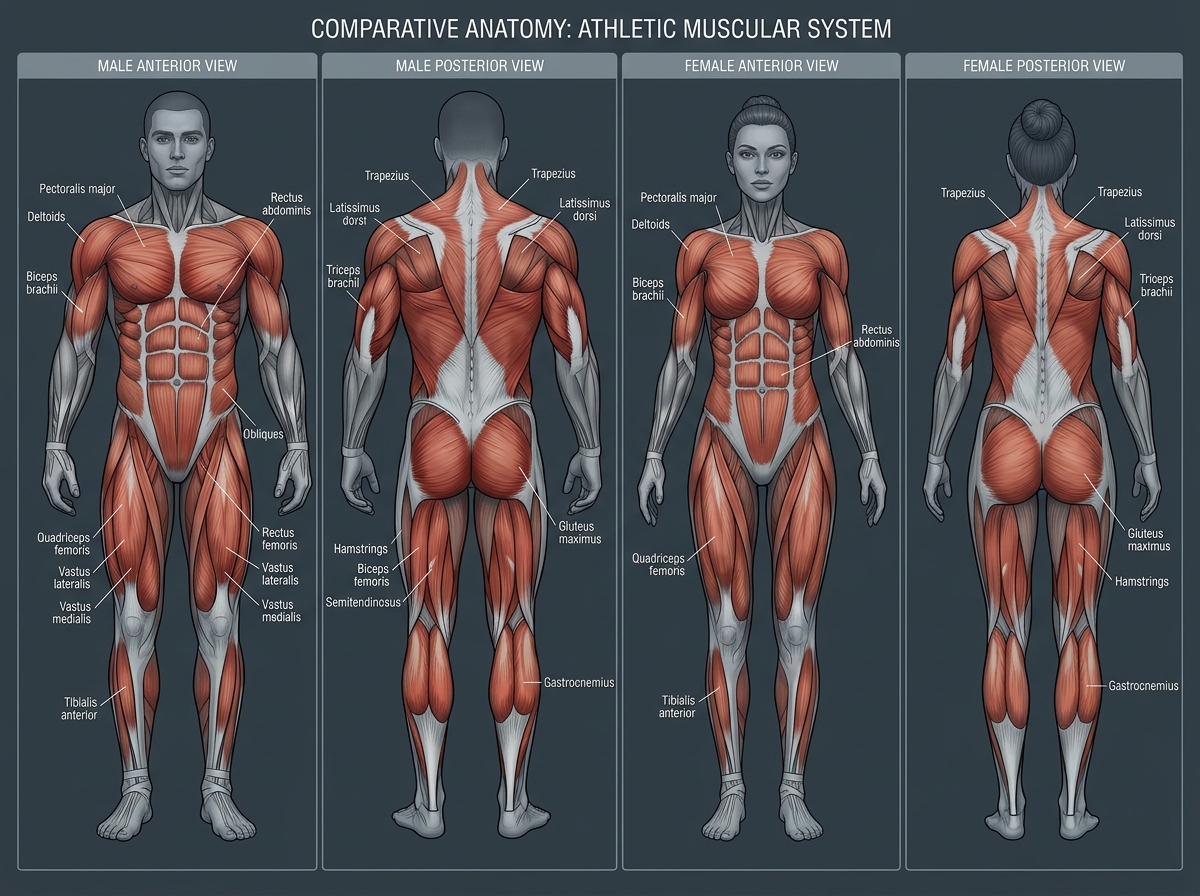 COMPARATIVE ANATOMY: ATHLETIC MUSCULAR SYSTEM
MALE ANTERIOR VIEW
Pectoralis major
Deltoids
Rectus
abdominis
Biceps
brachii
Obliques
Quadriceps
femoris
Vastus
lateralis
Vastus
medialis
Rectus
femoris
Vastus
lateralis
Vastus
msdialis
Tibialis
anterior
MALE POSTERIOR VIEW
Trapezius
Trapezius
Latissimus
dorst
Latissimus
dorsi
Triceps
brachil
Gluteus
maximus
Hamstrings
Biceps
femoris
Semitendinosus
Gastrocnemius
FEMALE ANTERIOR VIEW
Pectoralis major
Deltoids
Biceps
brachii
Rectus
abdominis
Quadriceps
femons
Tibialis
anterior
FEMALE POSTERIOR VIEW
Trapezius
Trapezius
Latissimus
dorsi
Triceps
brachii
Gluteus
maximus
Hamstrings
Gastrocnemius